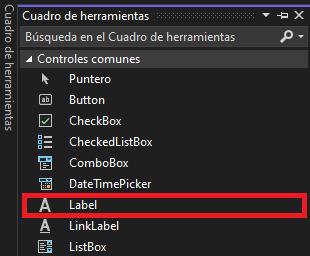 Cuadro de herramientas
Cuadro de herramientas
Búsqueda en el Cuadro de herramientas
Controles comunes
Puntero
Button
CheckBox
CheckedListBox
ComboBox
DateTimePicker
Label
LinkLabel
ListBox